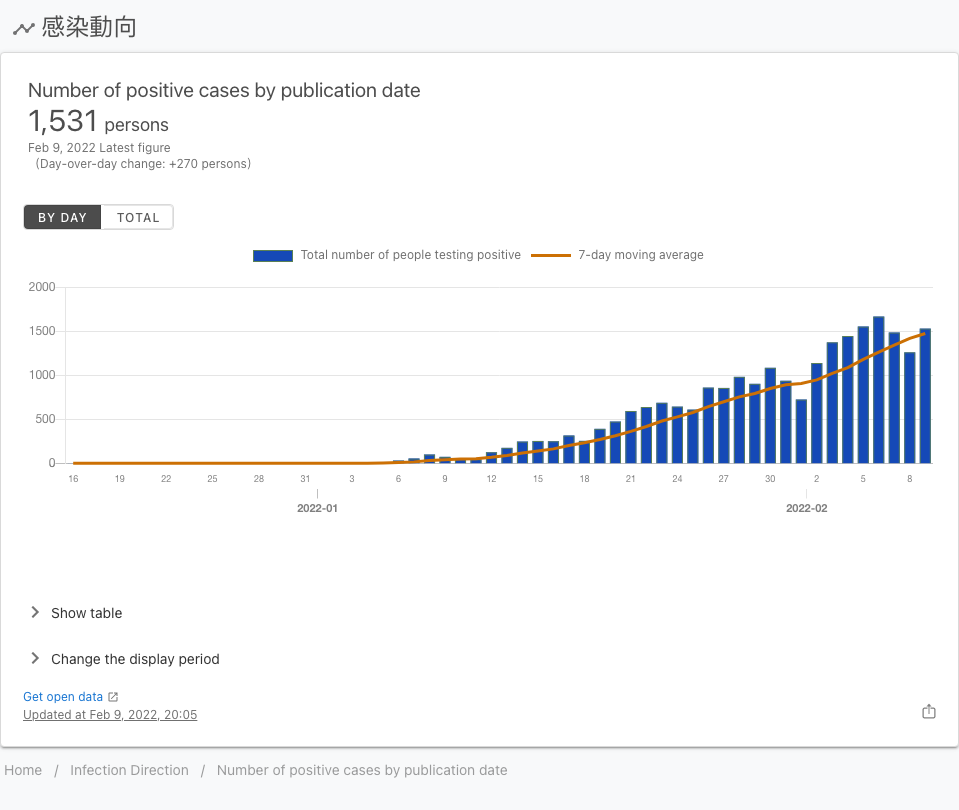 感染動向
Number of positive cases by publication date
1,531 persons
Feb 9, 2022 Latest figure
(Day-over-day change: +270 persons)
BY DAY TOTAL
Total number of people testing positive 7-day moving average
2000
1500
1000
500
0
16 19 22 25 28 31 3 6 9 12 15 18 21 24 27 30 2 5 8
2022-01 2022-02
Show table
Change the display period
Get open data
Updated at Feb 9, 2022, 20:05
Home / Infection Direction / Number of positive cases by publication date